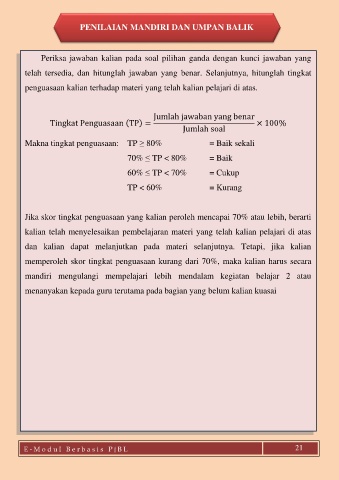 PENILAIAN MANDIRI DAN UMPAN BALIK
Periksa jawaban kalian pada soal pilihan ganda dengan kunci jawaban yang
telah tersedia, dan hitunglah jawaban yang benar. Selanjutnya, hitunglah tingkat
penguasaan kalian terhadap materi yang telah kalian pelajari di atas.
Tingkat Penguasaan (TP) = Jumlah jawaban yang benar / Jumlah soal × 100%
Makna tingkat penguasaan: TP ≥ 80% = Baik sekali
70% ≤ TP < 80% = Baik
60% ≤ TP < 70% = Cukup
TP < 60% = Kurang
Jika skor tingkat penguasaan yang kalian peroleh mencapai 70% atau lebih, berarti
kalian telah menyelesaikan pembelajaran materi yang telah kalian pelajari di atas
dan kalian dapat melanjutkan pada materi selanjutnya. Tetapi, jika kalian
memperoleh skor tingkat penguasaan kurang dari 70%, maka kalian harus secara
mandiri mengulangi mempelajari lebih mendalam kegiatan belajar 2 atau
menanyakan kepada guru terutama pada bagian yang belum kalian kuasai
E-Modul Berbasis PjBL 21